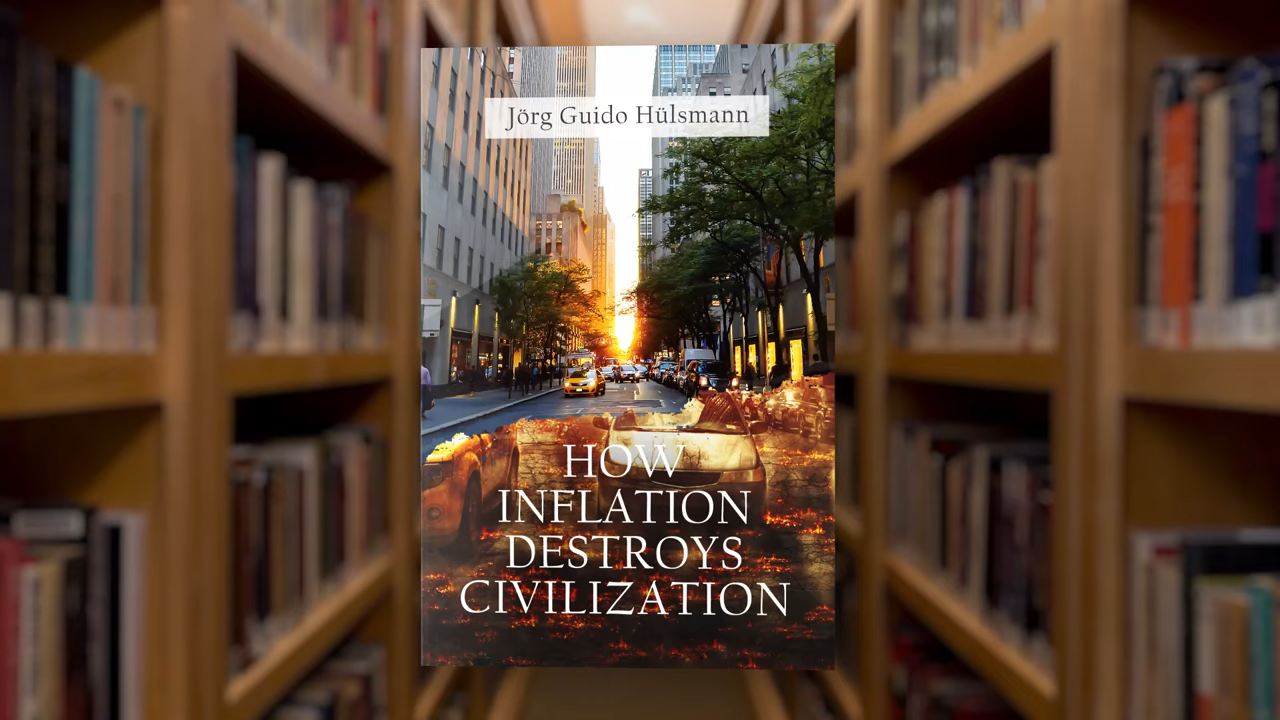 Jörg Guido Hülsmann
HOW
INFLATION
DESTROYS
CIVILIZATION